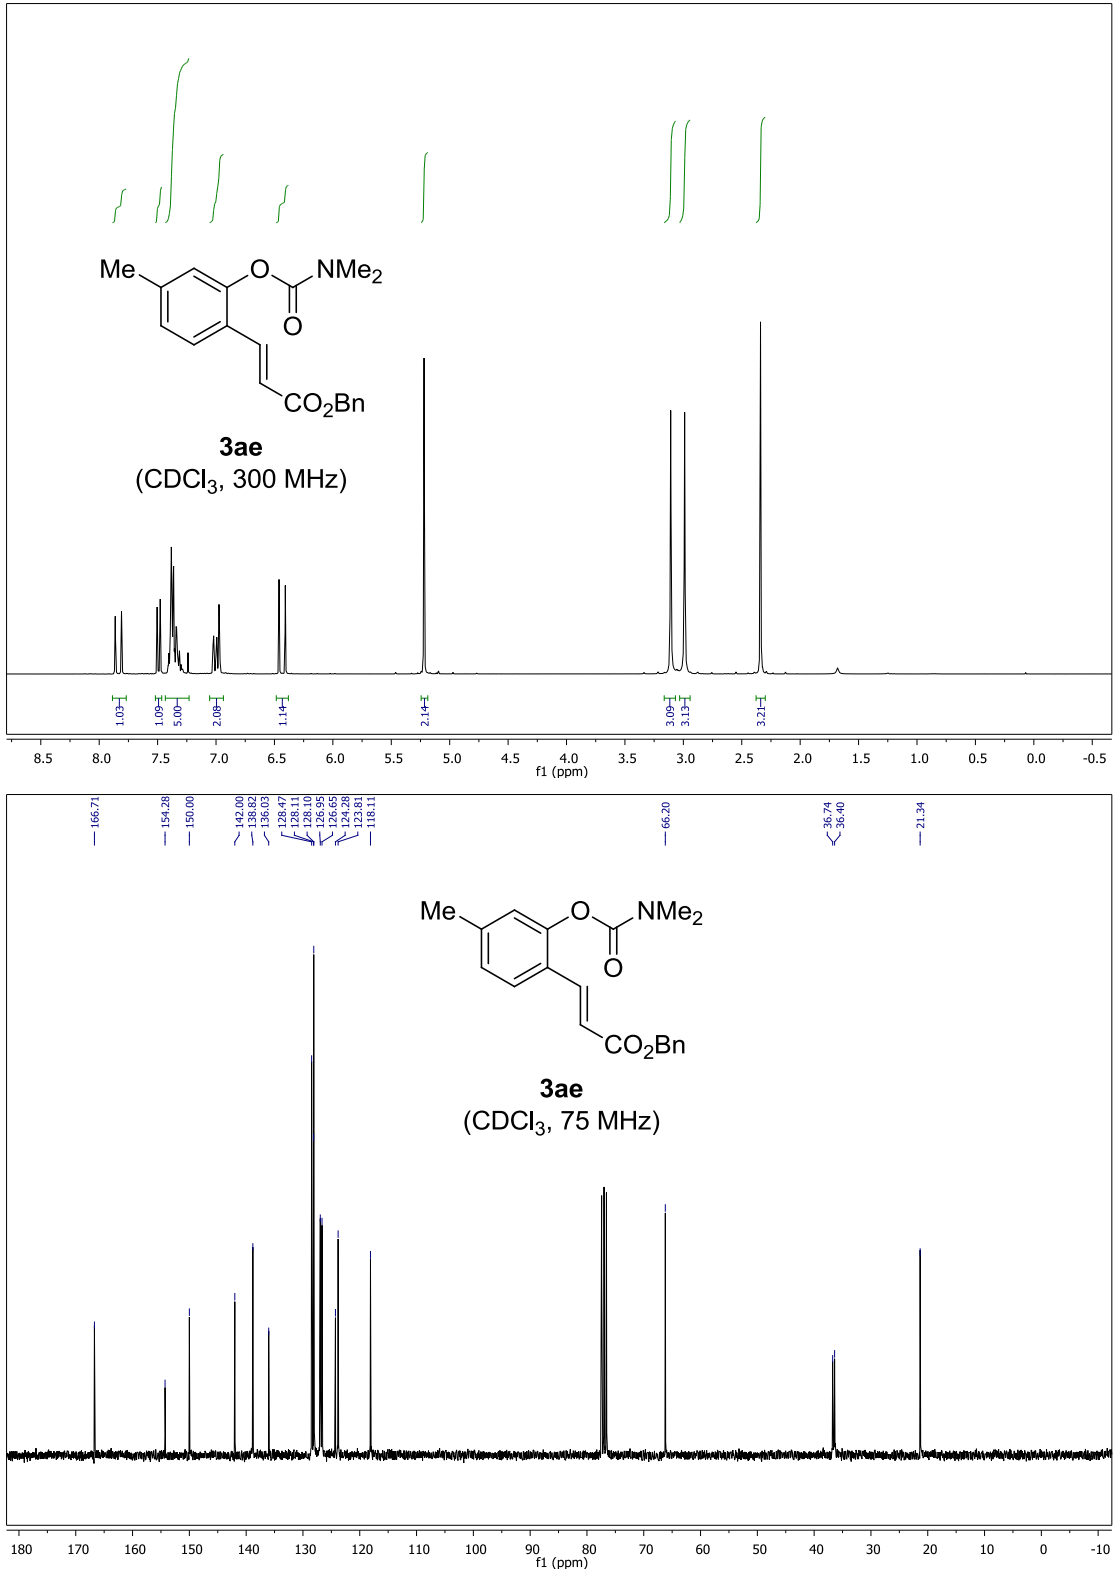 Me
O
NMe2
O
CO2Bn
3ae
(CDCl3, 300 MHz)
1.03
1.09
5.00
2.08
1.14
2.14
3.09
3.13
3.21
8.5 8.0 7.5 7.0 6.5 6.0 5.5 5.0 4.5 4.0 3.5 3.0 2.5 2.0 1.5 1.0 0.5 0.0 -0.5
f1 (ppm)
166.71
154.28
150.00
142.00
138.82
136.03
128.47
128.11
128.10
126.95
126.65
124.28
123.81
118.11
66.20
36.74
36.40
21.34
Me
O
NMe2
O
CO2Bn
3ae
(CDCl3, 75 MHz)
180 170 160 150 140 130 120 110 100 90 80 70 60 50 40 30 20 10 0 -10
f1 (ppm)